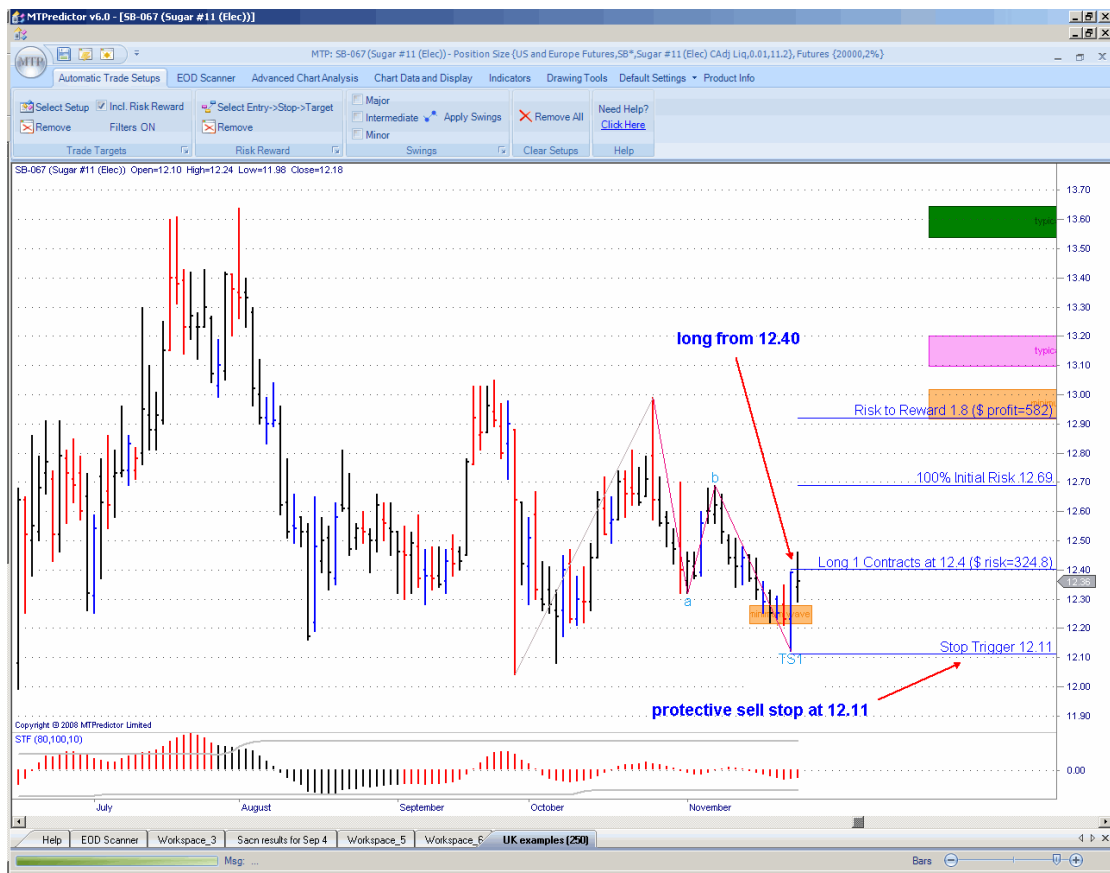 MTPredictor v6.0 - [SB-067 (Sugar #11 (Elec))]
MTP
MTP: SB-067 (Sugar #11 (Elec)) - Position Size {US and Europe Futures,SB*,Sugar #11 (Elec) CAdj Liq,0.01,11.2}, Futures {20000,2%}
Automatic Trade Setups EOD Scanner Advanced Chart Analysis Chart Data and Display Indicators Drawing Tools Default Settings Product Info
Select Setup Incl. Risk Reward
Remove Filters ON
Trade Targets
Select Entry->Stop->Target
Remove
Risk Reward
Major
Intermediate Apply Swings
Minor
Swings
Remove All
Clear Setups
Need Help?
Click Here
Help
SB-067 (Sugar #11 (Elec)) Open=12.10 High=12.24 Low=11.98 Close=12.18
13.70
typic
13.60
13.50
13.40
13.30
13.20
long from 12.40
typic
13.10
13.00
Risk to Reward 1.8 ($ profit=582)
12.90
12.80
b
100% Initial Risk 12.69
12.70
12.60
12.50
Long 1 Contracts at 12.4 ($ risk=324.8)
12.40
12.36
a
12.30
12.20
Stop Trigger 12.11
TS1
12.10
12.00
protective sell stop at 12.11
11.90
Copyright © 2008 MTPredictor Limited
STF (80,100,10)
0.00
July August September October November
Help EOD Scanner Workspace_3 Sacn results for Sep 4 Workspace_5 Workspace_6 UK examples (250)
Msg: ...
Bars